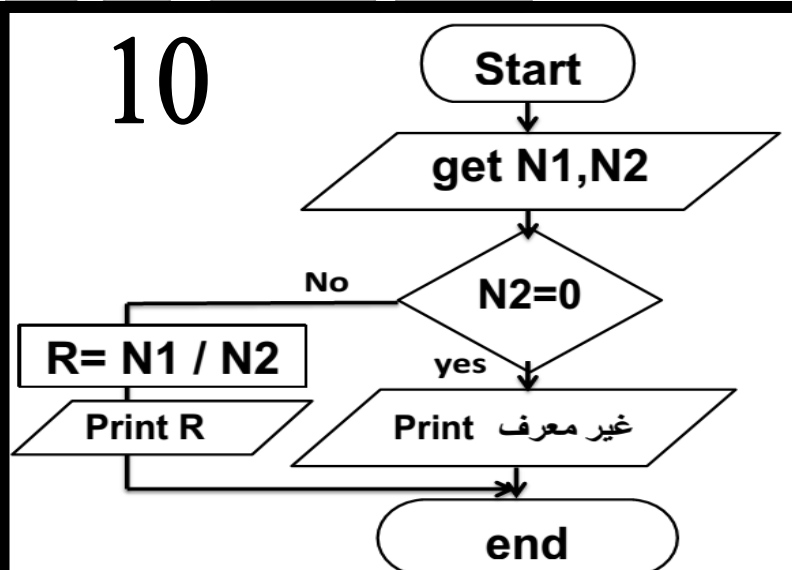 10
Start
get N1,N2
N2=0
No
R= N1 / N2
Print R
yes
Print غير معرف
end